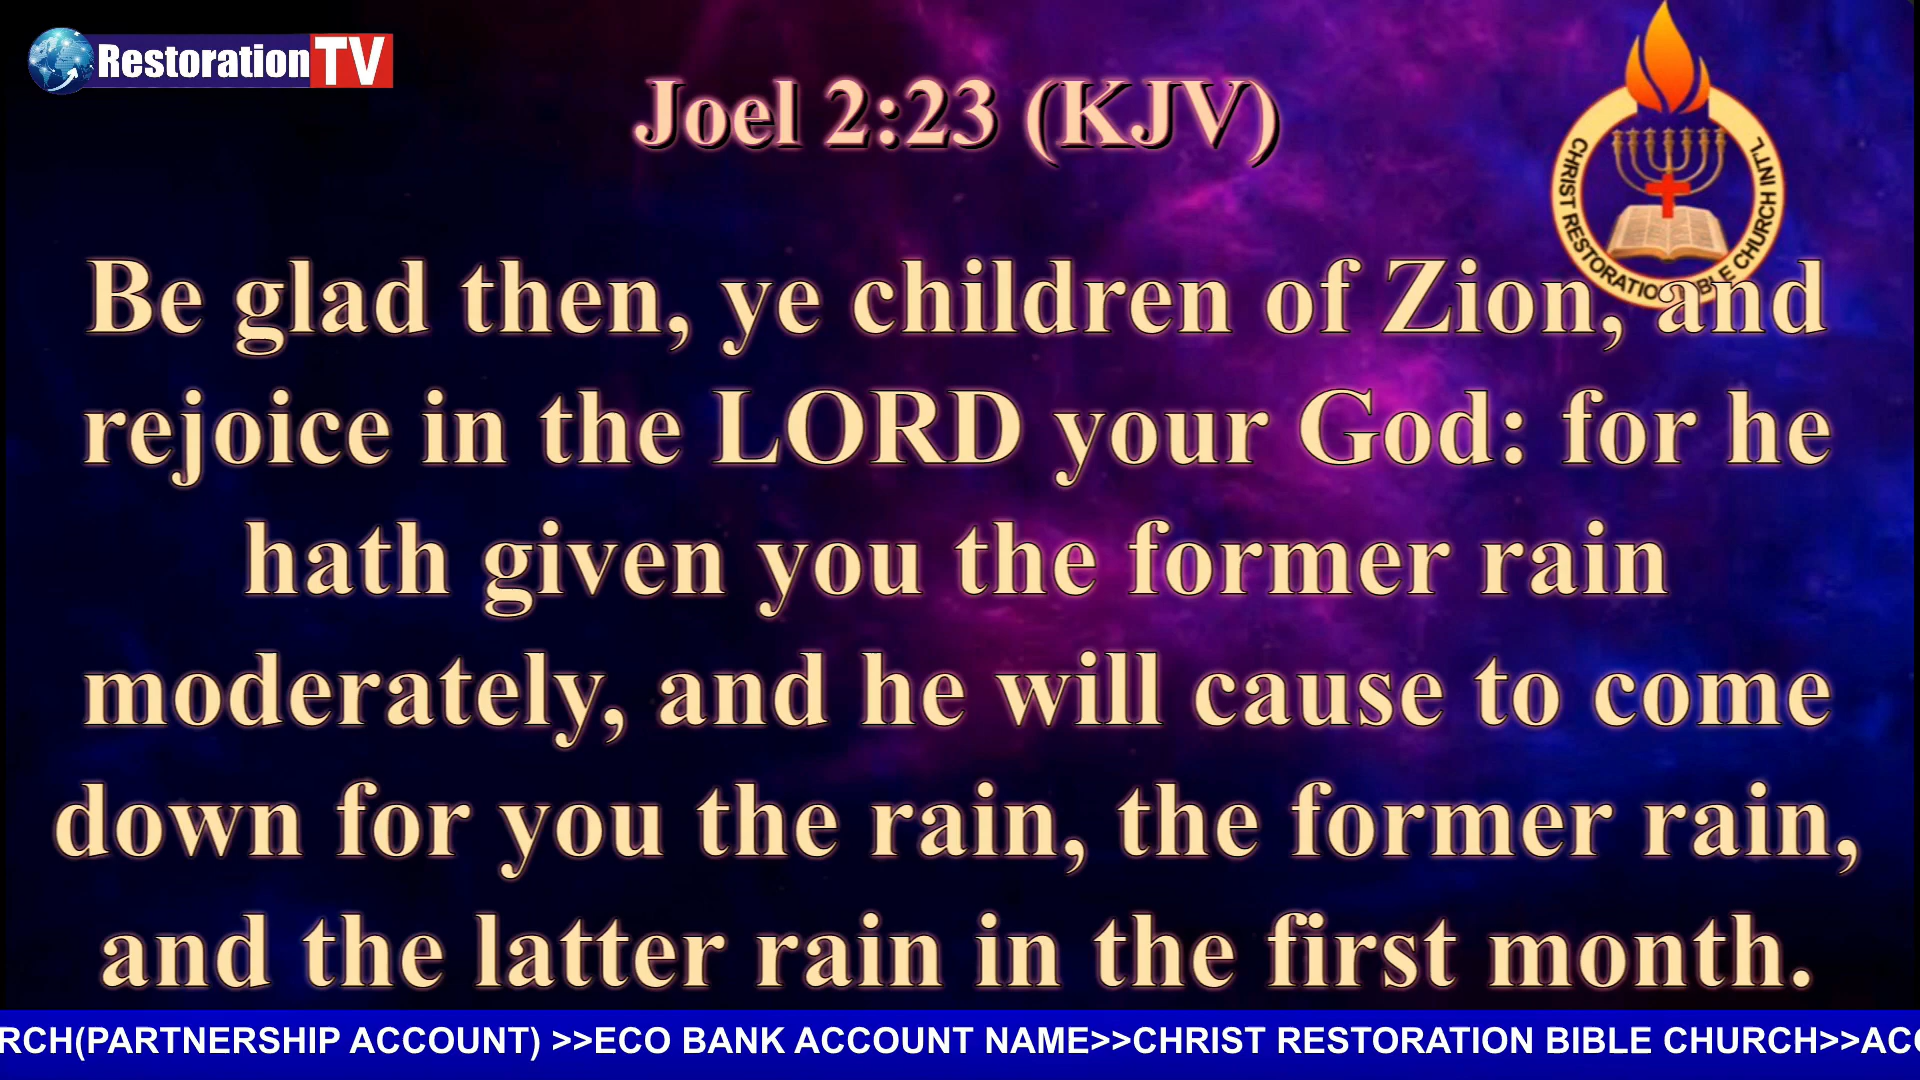 RestorationTV
Joel 2:23 (KJV)
CHRIST RESTORATION BIBLE CHURCH INT'L
Be glad then, ye children of Zion, and
rejoice in the LORD your God: for he
hath given you the former rain
moderately, and he will cause to come
down for you the rain, the former rain,
and the latter rain in the first month.
RCH(PARTNERSHIP ACCOUNT) >>ECO BANK ACCOUNT NAME>>CHRIST RESTORATION BIBLE CHURCH>>ACC